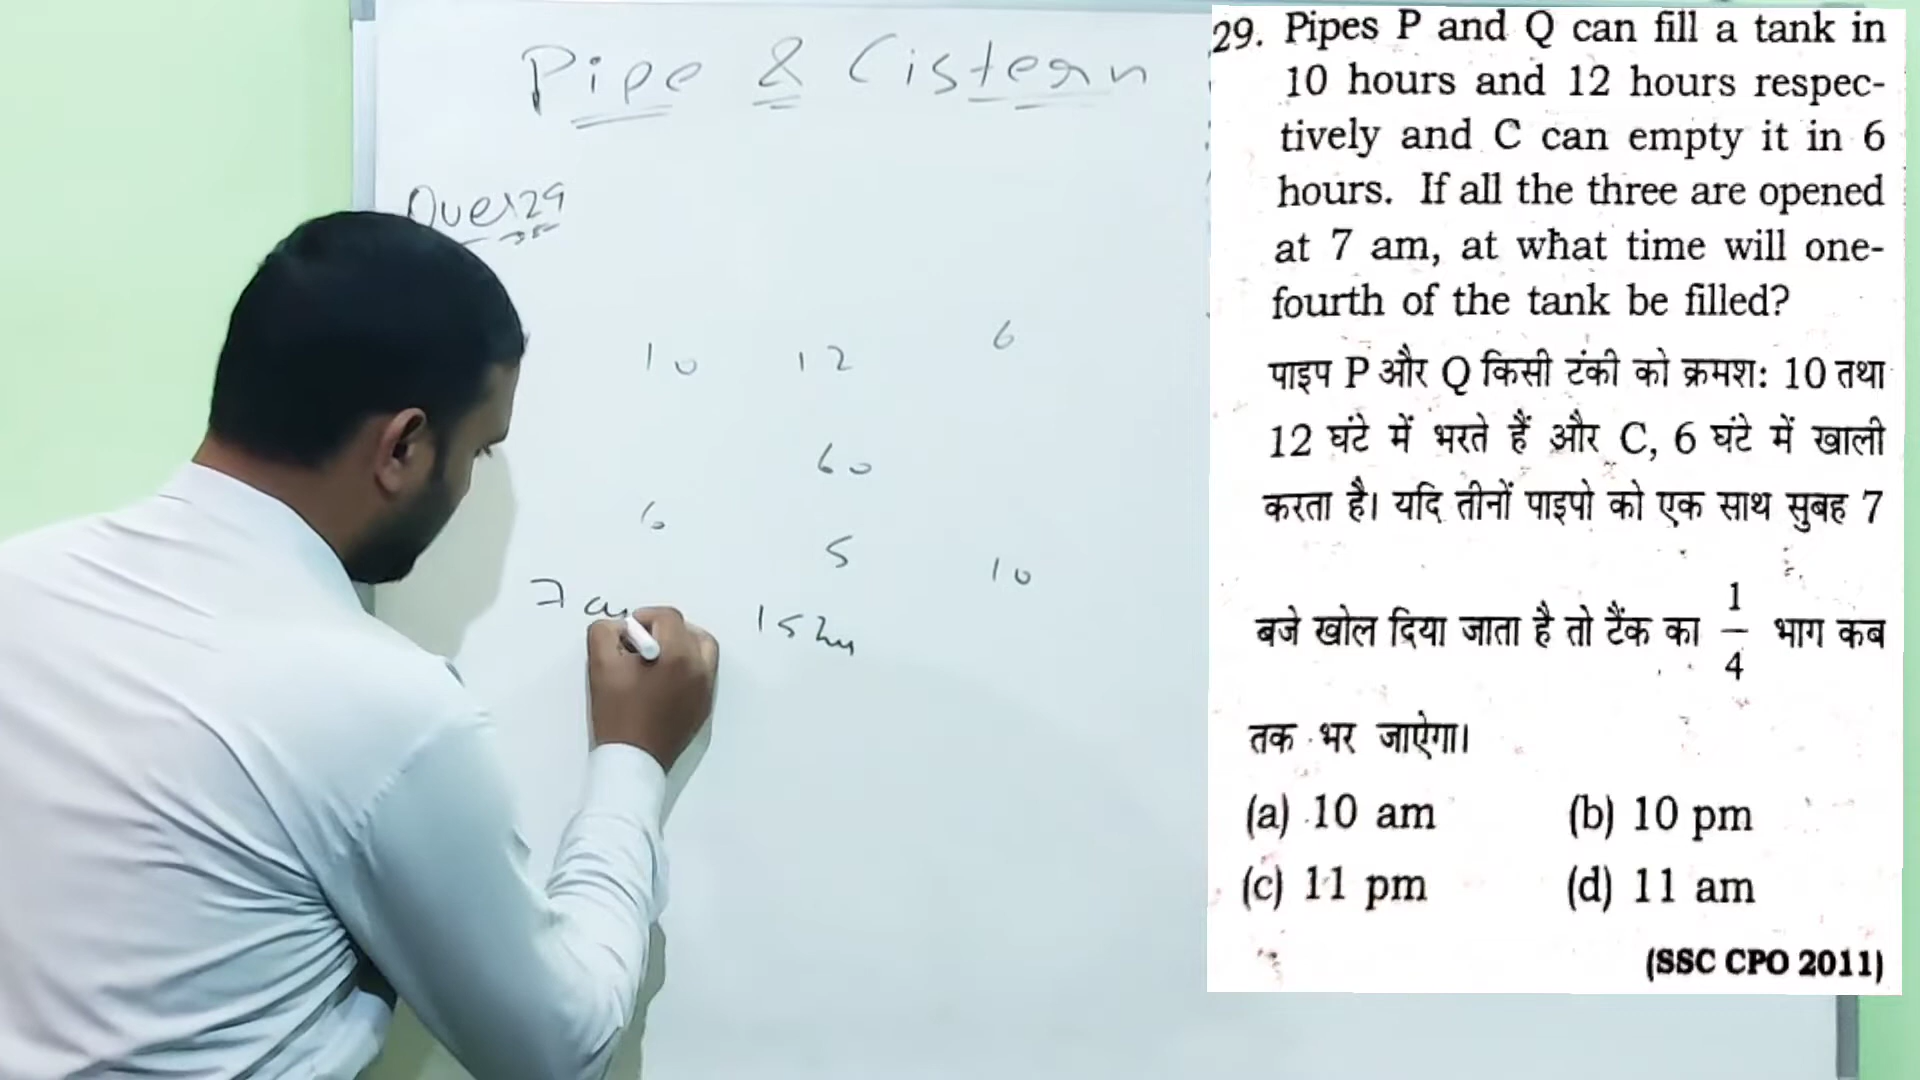 Pipe & Cistern
Ques29
10 12 6
60
6 5 10
7 am 15 hr
29. Pipes P and Q can fill a tank in
10 hours and 12 hours respec-
tively and C can empty it in 6
hours. If all the three are opened
at 7 am, at what time will one-
fourth of the tank be filled?
पाइप P और Q किसी टंकी को क्रमश: 10 तथा
12 घंटे में भरते हैं और C, 6 घंटे में खाली
करता है। यदि तीनों पाइपो को एक साथ सुबह 7
बजे खोल दिया जाता है तो टैंक का 1/4 भाग कब
तक भर जाऐगा।
(a) 10 am (b) 10 pm
(c) 11 pm (d) 11 am
(SSC CPO 2011)